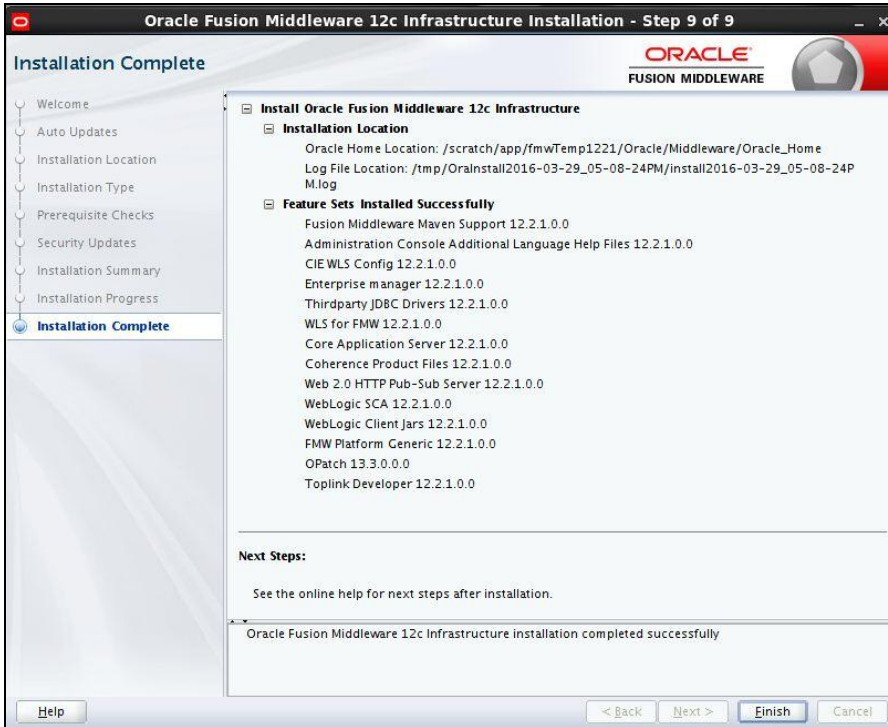 Oracle Fusion Middleware 12c Infrastructure Installation - Step 9 of 9
Installation Complete
ORACLE
FUSION MIDDLEWARE
Welcome
Auto Updates
Installation Location
Installation Type
Prerequisite Checks
Security Updates
Installation Summary
Installation Progress
Installation Complete
Install Oracle Fusion Middleware 12c Infrastructure
Installation Location
Oracle Home Location: /scratch/app/fmwTemp1221/Oracle/Middleware/Oracle_Home
Log File Location: /tmp/OraInstall2016-03-29_05-08-24PM/install2016-03-29_05-08-24P
M.log
Feature Sets Installed Successfully
Fusion Middleware Maven Support 12.2.1.0.0
Administration Console Additional Language Help Files 12.2.1.0.0
CIE WLS Config 12.2.1.0.0
Enterprise manager 12.2.1.0.0
Thirdparty JDBC Drivers 12.2.1.0.0
WLS for FMW 12.2.1.0.0
Core Application Server 12.2.1.0.0
Coherence Product Files 12.2.1.0.0
Web 2.0 HTTP Pub-Sub Server 12.2.1.0.0
WebLogic SCA 12.2.1.0.0
WebLogic Client Jars 12.2.1.0.0
FMW Platform Generic 12.2.1.0.0
OPatch 13.3.0.0.0
Toplink Developer 12.2.1.0.0
Next Steps:
See the online help for next steps after installation.
Oracle Fusion Middleware 12c Infrastructure installation completed successfully
Help
< Back
Next >
Finish
Cancel